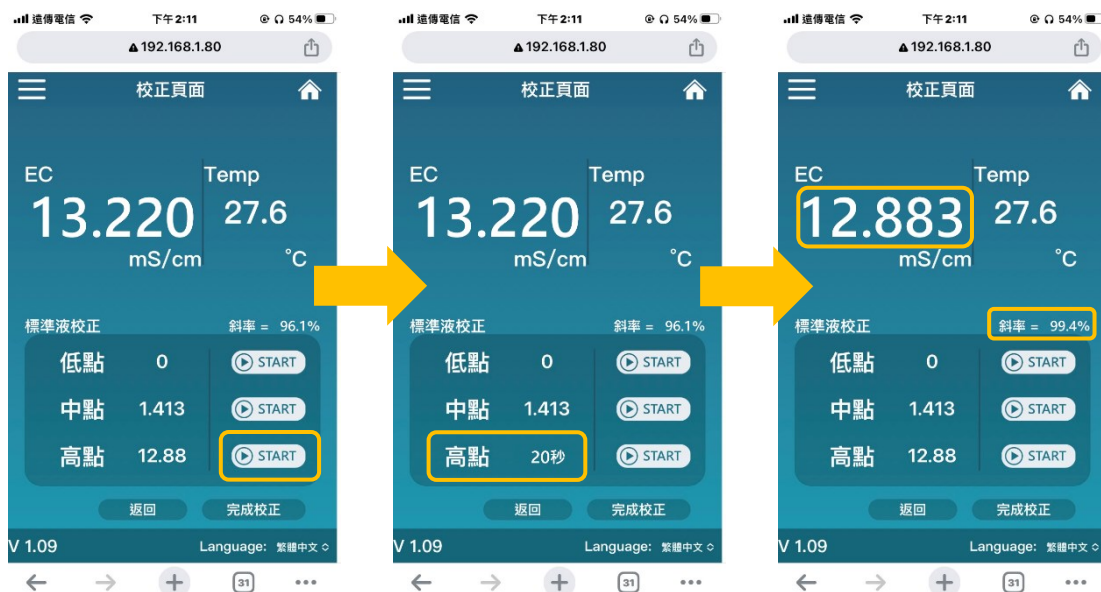 遠傳電信 下午2:11 54%
192.168.1.80
校正頁面
EC Temp
13.220 27.6
mS/cm °C
標準液校正 斜率 = 96.1%
低點 0 START
中點 1.413 START
高點 12.88 START
返回 完成校正
V 1.09 Language: 繁體中文
31
遠傳電信 下午2:11 54%
192.168.1.80
校正頁面
EC Temp
13.220 27.6
mS/cm °C
標準液校正 斜率 = 96.1%
低點 0 START
中點 1.413 START
高點 20秒 START
返回 完成校正
V 1.09 Language: 繁體中文
31
遠傳電信 下午2:11 54%
192.168.1.80
校正頁面
EC Temp
12.883 27.6
mS/cm °C
標準液校正 斜率 = 99.4%
低點 0 START
中點 1.413 START
高點 12.88 START
返回 完成校正
V 1.09 Language: 繁體中文
31